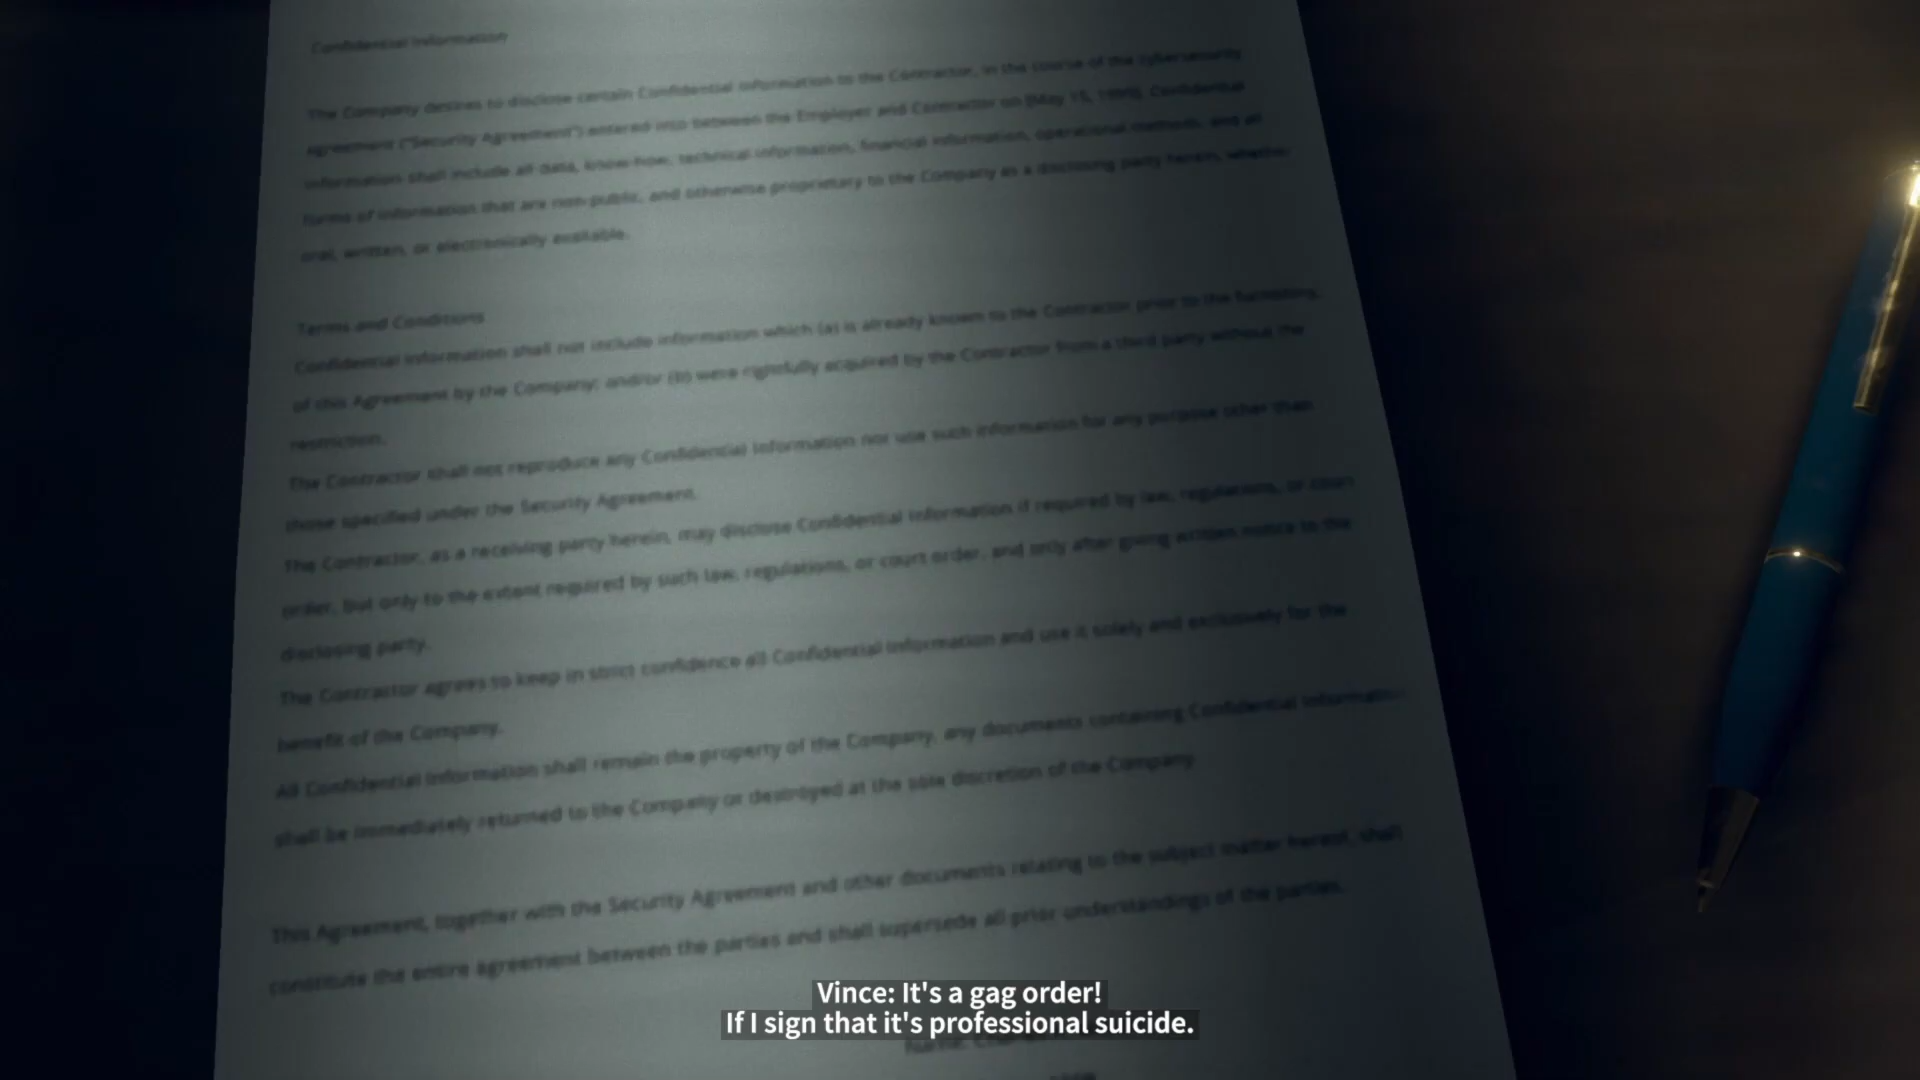 Confidential Information
The Company desires to disclose certain Confidential Information to the Contractor, in the course of the cybersecurity
agreement ("Security Agreement") entered into between the Employer and Contractor on [May 15, 1999]. Confidential
Information shall include all data, know-how, technical information, financial information, operational methods, and all
forms of information that are non-public, and otherwise proprietary to the Company as a disclosing party herein, whether
oral, written, or electronically available.
Terms and Conditions
Confidential Information shall not include information which (a) is already known to the Contractor prior to the furnishing
of this Agreement by the Company; and/or (b) were rightfully acquired by the Contractor from a third party without the
restriction.
The Contractor shall not reproduce any Confidential Information nor use such information for any purpose other than
those specified under the Security Agreement.
The Contractor, as a receiving party herein, may disclose Confidential Information if required by law, regulations, or court
order, but only to the extent required by such law, regulations, or court order, and only after giving written notice to the
disclosing party.
The Contractor agrees to keep in strict confidence all Confidential Information and use it solely and exclusively for the
benefit of the Company.
All Confidential Information shall remain the property of the Company, any documents containing Confidential Informatio
shall be immediately returned to the Company or destroyed at the sole discretion of the Company
This Agreement, together with the Security Agreement and other documents relating to the subject matter hereof, shall
constitute the entire agreement between the parties and shall supersede all prior understandings of the parties.
Vince: It's a gag order!
If I sign that it's professional suicide.